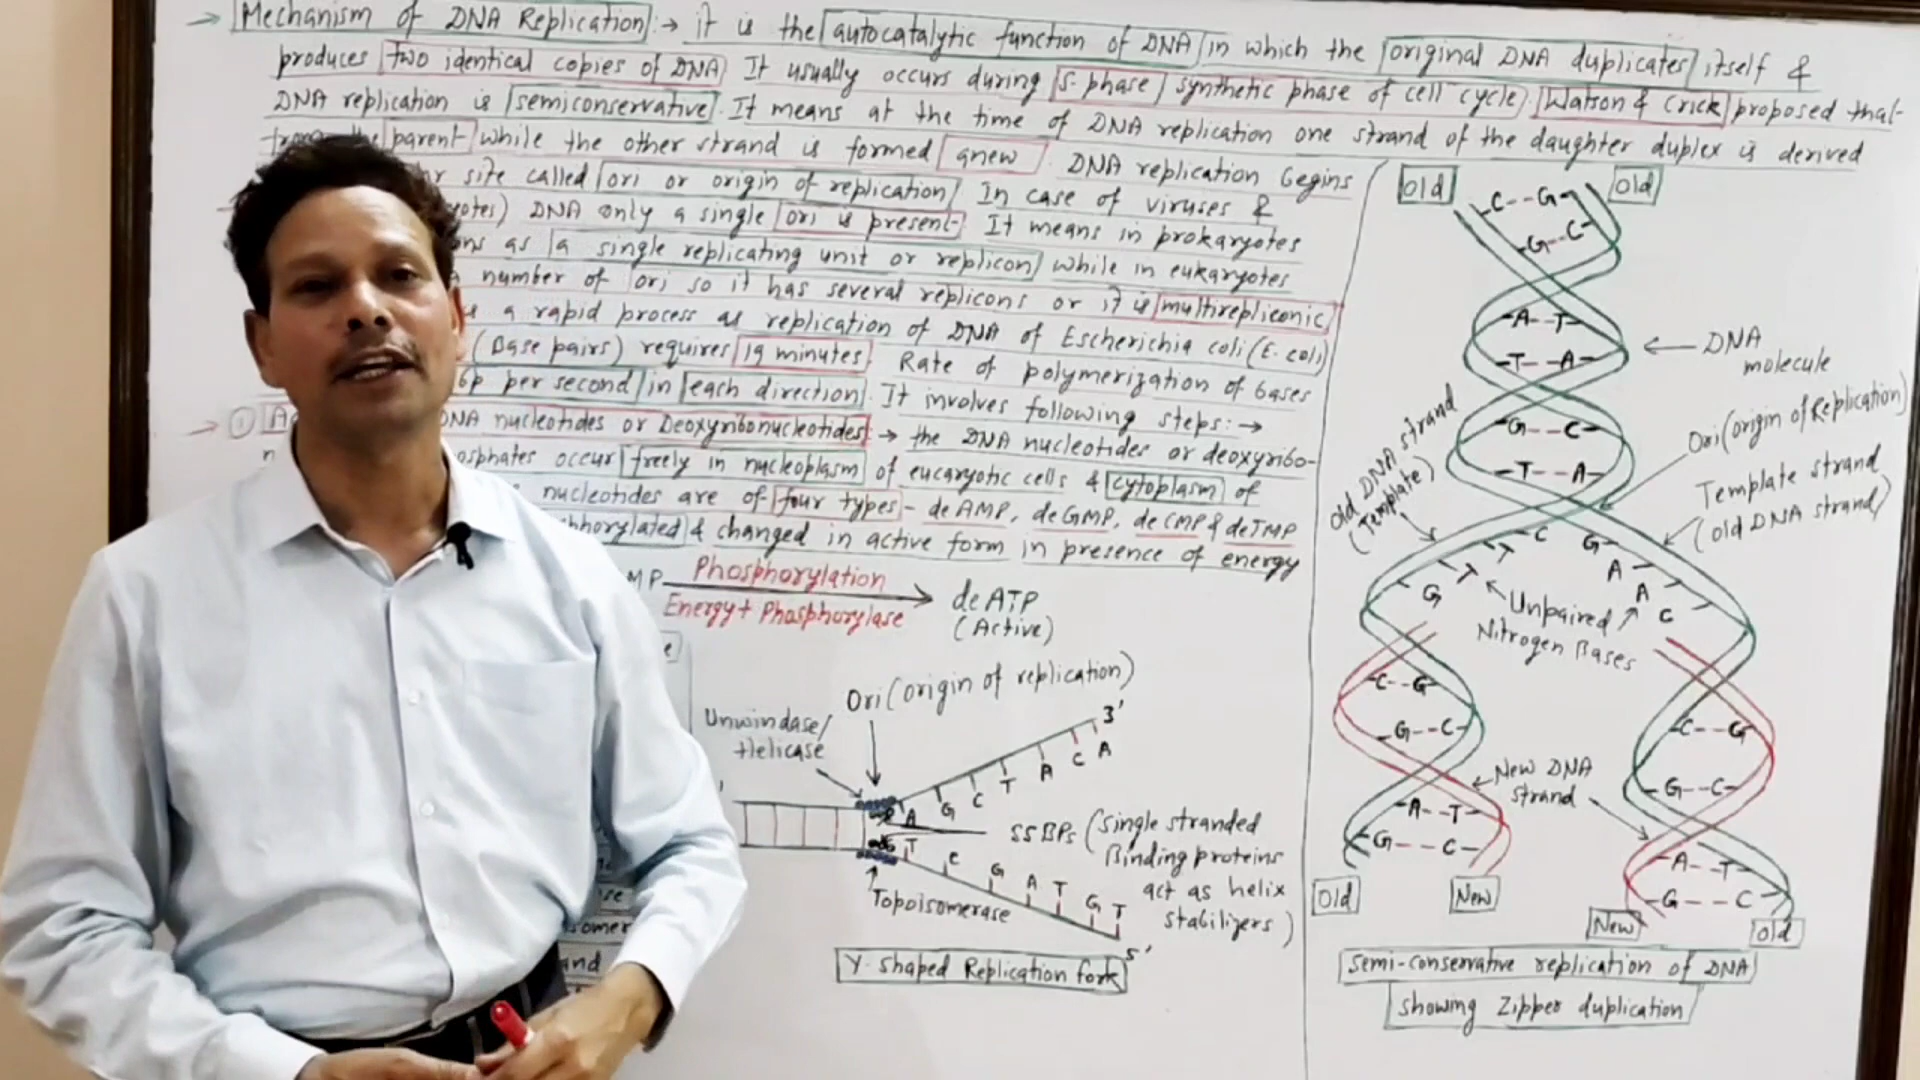 → Mechanism of DNA Replication :→ it is the autocatalytic function of DNA in which the original DNA duplicates itself &
produces two identical copies of DNA. It usually occurs during S-phase / synthetic phase of cell cycle. Watson & Crick proposed that
DNA replication is semiconservative. It means at the time of DNA replication one strand of the daughter duplex is derived
parent while the other strand is formed anew. DNA replication begins
site called ori or origin of replication. In case of viruses &
DNA only a single ori is present. It means in prokaryotes
as a single replicating unit or replicon while in eukaryotes
number of ori so it has several replicons or it is multirepliconic
a rapid process as replication of DNA of Escherichia coli (E. coli)
(Base pairs) requires 19 minutes. Rate of polymerization of bases
per second in each direction. It involves following steps :→
→ ① DNA nucleotides or Deoxyribonucleotides → the DNA nucleotides or deoxyribo-
occur freely in nucleoplasm of eucaryotic cells & cytoplasm of
nucleotides are of four types - deAMP, deGMP, deCMP & deTMP
& changed in active form in presence of energy
MP Phosphorylation deATP
Energy + Phosphorylase (Active)
Ori (origin of replication)
Unwindase/
Helicase
3'
A G C T A C A
SSBPs (Single stranded
Binding proteins
act as helix
stabilizers)
T C G A T G T
5'
Topoisomerase
Y-shaped Replication fork
and
Old Old
C--G
G--C
A--T
T--A
G--C
T--A
← DNA
molecule
Ori (origin of Replication)
Template strand
(old DNA strand)
Old DNA strand
(Template)
C T T G
G A A C
Unpaired
Nitrogen Bases
C--G
G--C
A--T
G--C
C--G
G--C
A--T
G---C
New DNA
strand
Old New New Old
Semi-conservative replication of DNA
showing Zipper duplication